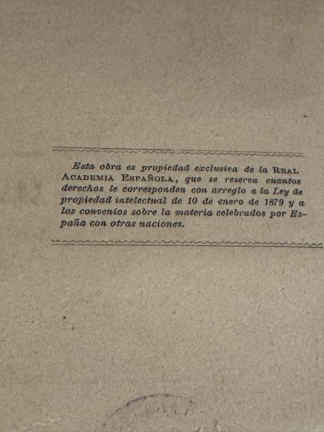 Esta obra es propiedad exclusiva de la REAL
ACADEMIA ESPAÑOLA, que se reserva cuantos
derechos le corresponden con arreglo a la Ley de
propiedad intelectual de 10 de enero de 1879 y a
los convenios sobre la materia celebrados por Es-
paña con otras naciones.